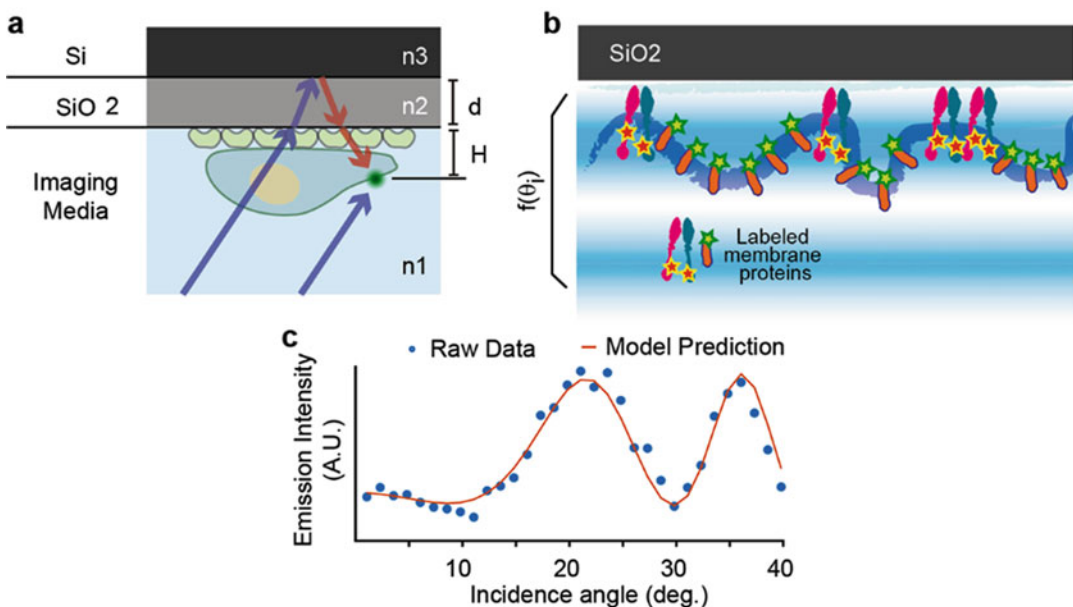 a
Si
n3
SiO 2
n2
d
H
Imaging
Media
n1
b
SiO2
f(θi)
Labeled
membrane
proteins
c
Raw Data
Model Prediction
Emission Intensity
(A.U.)
10
20
30
40
Incidence angle (deg.)